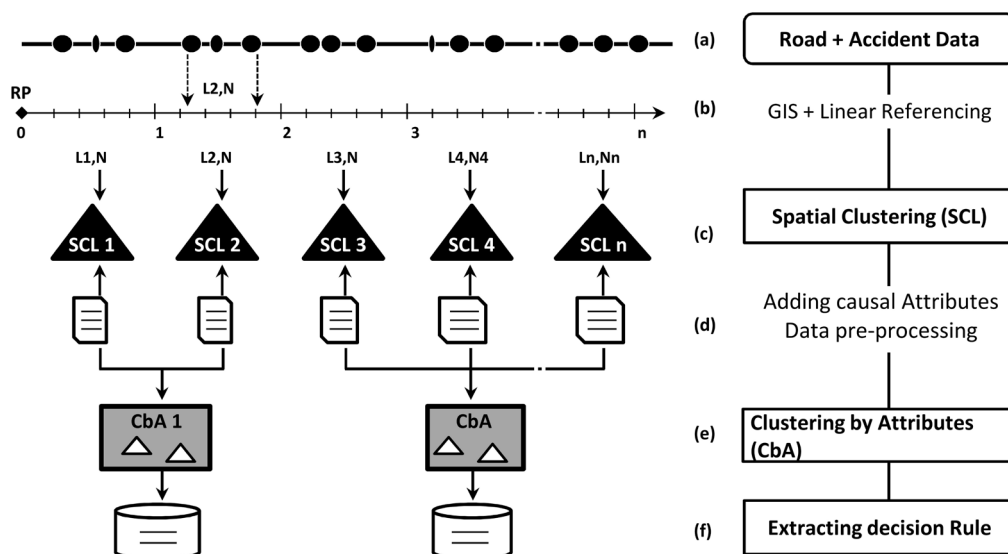 (a)
Road + Accident Data
L2,N
RP
(b)
GIS + Linear Referencing
0
1
2
3
n
L1,N
L2,N
L3,N
L4,N4
Ln,Nn
SCL 1
SCL 2
SCL 3
SCL 4
SCL n
(c)
Spatial Clustering (SCL)
(d)
Adding causal Attributes
Data pre-processing
CbA 1
CbA
(e)
Clustering by Attributes
(CbA)
(f)
Extracting decision Rule